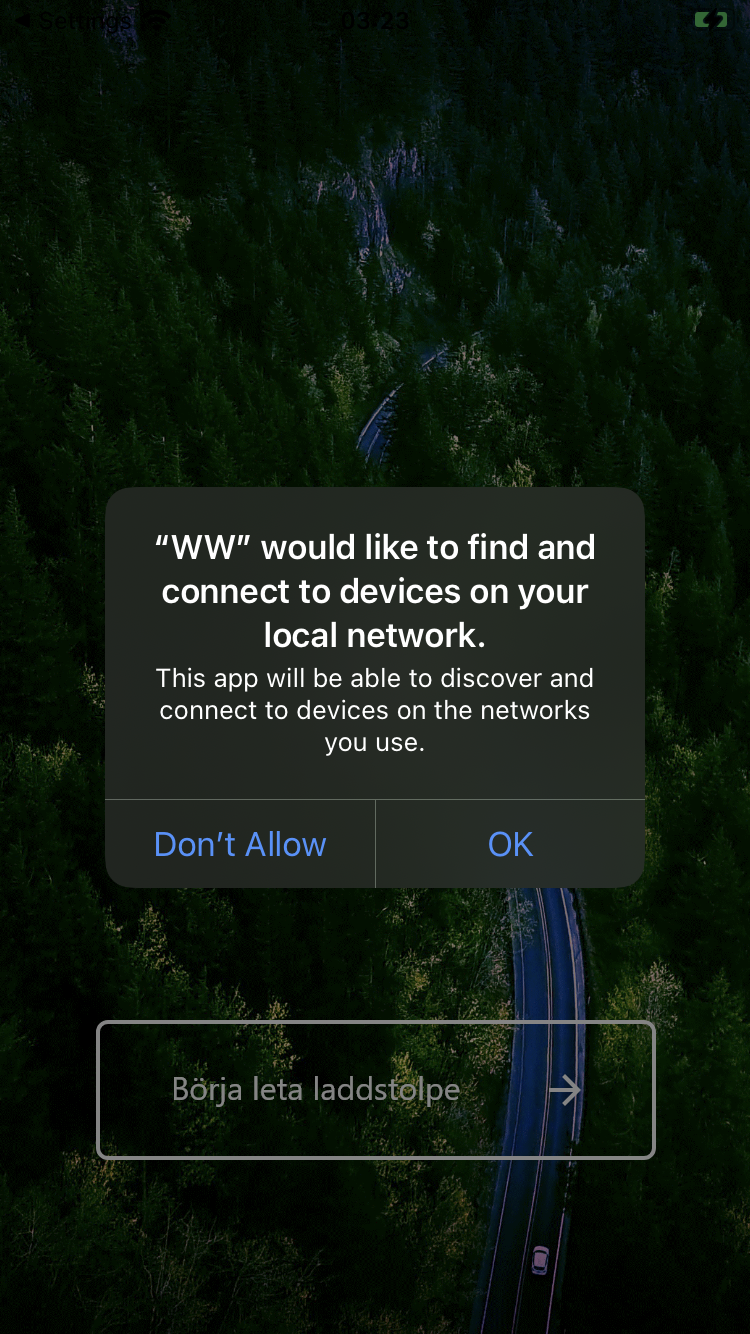 Settings 03:23
“WW” would like to find and
connect to devices on your
local network.
This app will be able to discover and
connect to devices on the networks
you use.
Don’t Allow OK
Börja leta laddstolpe